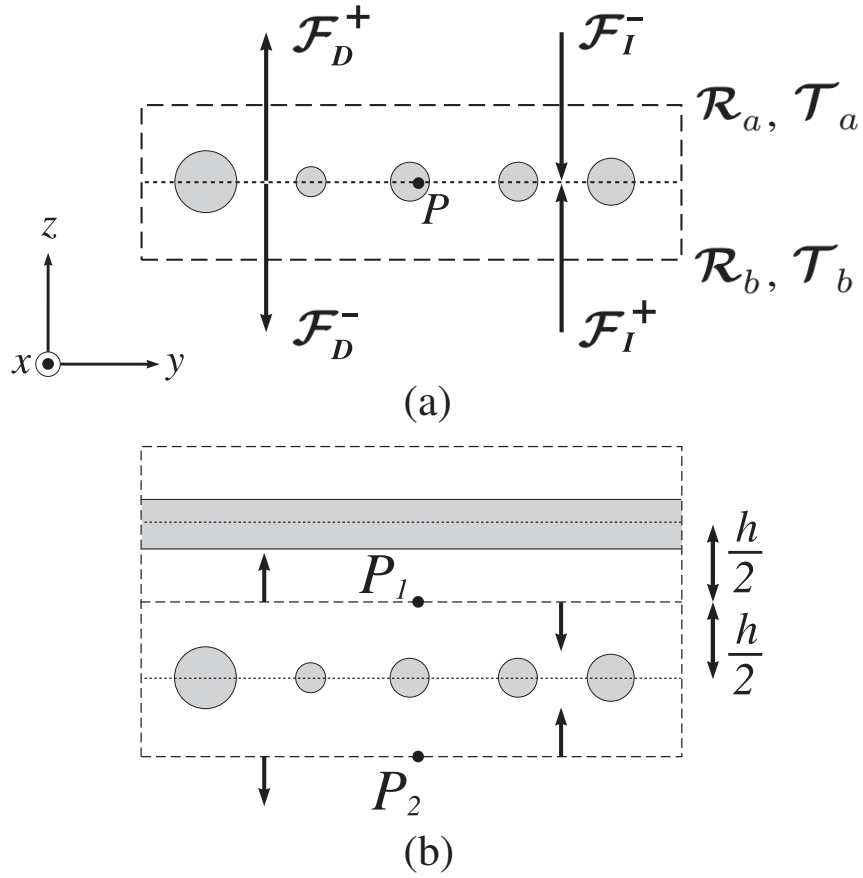 𝓕_D^+ 𝓕_I^-
𝓡_a, 𝓣_a
P
z
𝓡_b, 𝓣_b
𝓕_D^- 𝓕_I^+
x y
(a)
P_1 h/2
h/2
P_2
(b)